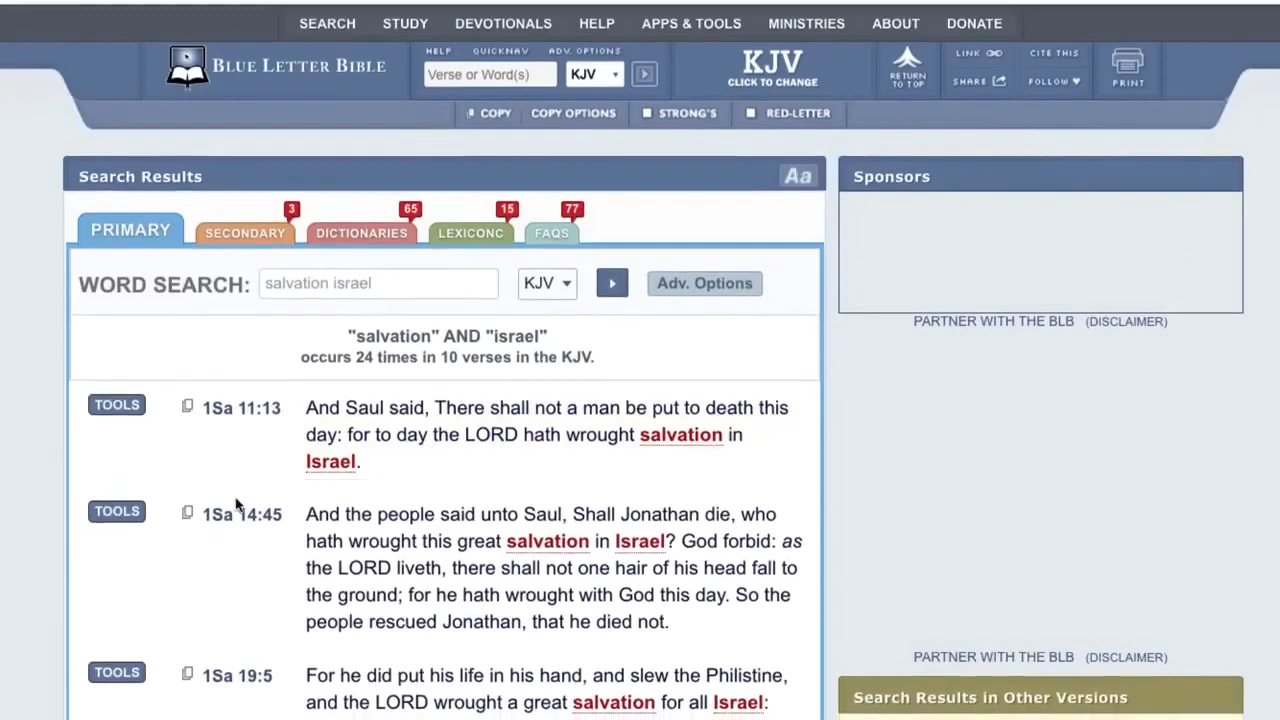 SEARCH STUDY DEVOTIONALS HELP APPS & TOOLS MINISTRIES ABOUT DONATE
BLUE LETTER BIBLE
HELP QUICKNAV ADV. OPTIONS
Verse or Word(s) KJV
KJV
CLICK TO CHANGE
RETURN
TO TOP
LINK CITE THIS
SHARE FOLLOW
PRINT
COPY COPY OPTIONS STRONG'S RED-LETTER
Search Results Aa
Sponsors
3 65 15 77
PRIMARY SECONDARY DICTIONARIES LEXICONC FAQS
WORD SEARCH: salvation israel KJV Adv. Options
PARTNER WITH THE BLB (DISCLAIMER)
"salvation" AND "israel"
occurs 24 times in 10 verses in the KJV.
TOOLS 1Sa 11:13 And Saul said, There shall not a man be put to death this
day: for to day the LORD hath wrought salvation in
Israel.
TOOLS 1Sa 14:45 And the people said unto Saul, Shall Jonathan die, who
hath wrought this great salvation in Israel? God forbid: as
the LORD liveth, there shall not one hair of his head fall to
the ground; for he hath wrought with God this day. So the
people rescued Jonathan, that he died not.
PARTNER WITH THE BLB (DISCLAIMER)
TOOLS 1Sa 19:5 For he did put his life in his hand, and slew the Philistine,
and the LORD wrought a great salvation for all Israel:
Search Results in Other Versions